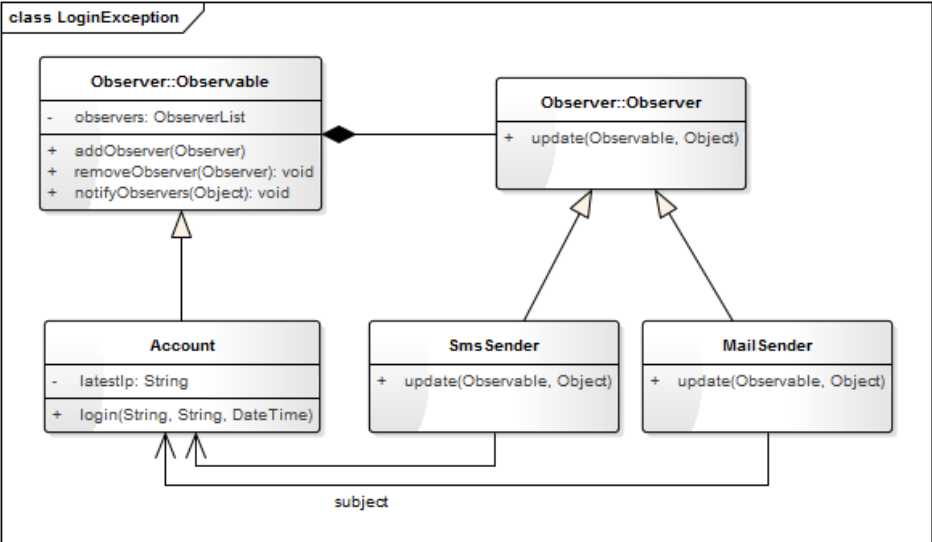 class LoginException
Observer::Observable
- observers: ObserverList
+ addObserver(Observer)
+ removeObserver(Observer): void
+ notifyObservers(Object): void
Observer::Observer
+ update(Observable, Object)
Account
- latestIp: String
+ login(String, String, DateTime)
SmsSender
+ update(Observable, Object)
MailSender
+ update(Observable, Object)
subject